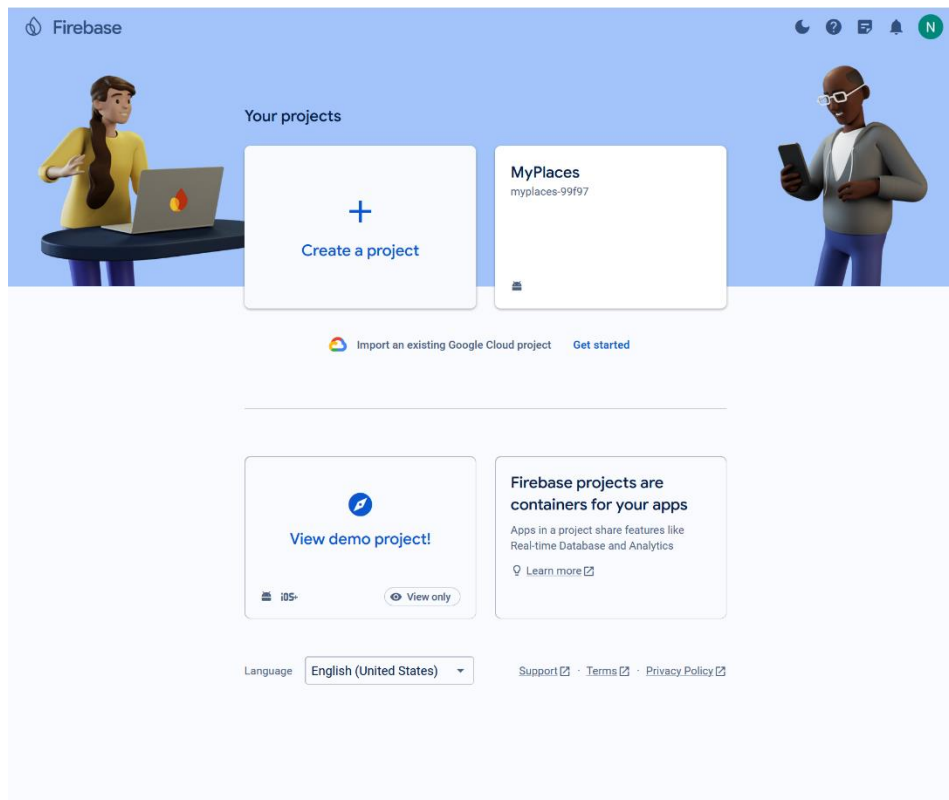 Firebase
N
Your projects
Create a project
MyPlaces
myplaces-99f97
Import an existing Google Cloud project Get started
View demo project!
iOS+ View only
Firebase projects are
containers for your apps
Apps in a project share features like
Real-time Database and Analytics
Learn more
Language English (United States)
Support · Terms · Privacy Policy